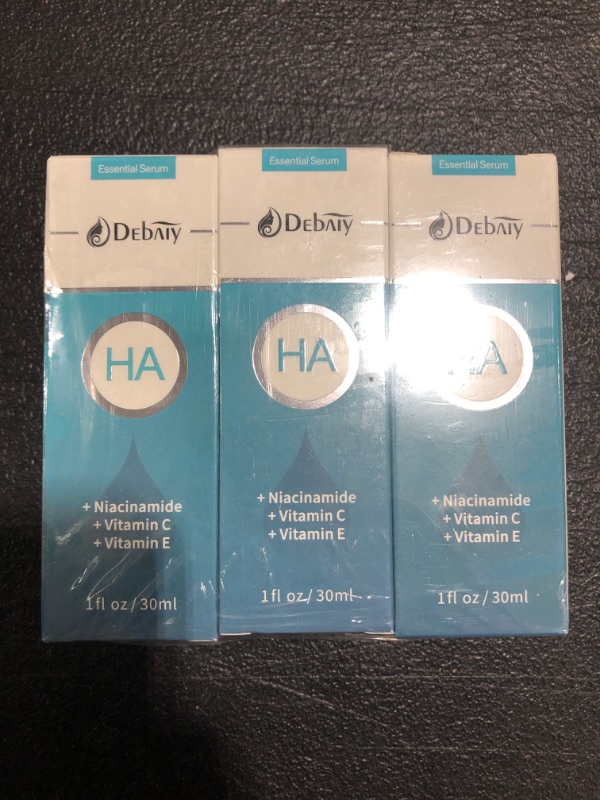 Essential Serum
Debaiy
HA
+ Niacinamide
+ Vitamin C
+ Vitamin E
1 fl oz / 30ml
Essential Serum
Debaiy
HA
+ Niacinamide
+ Vitamin C
+ Vitamin E
1 fl oz / 30ml
Essential Serum
Debaiy
HA
+ Niacinamide
+ Vitamin C
+ Vitamin E
1 fl oz / 30ml